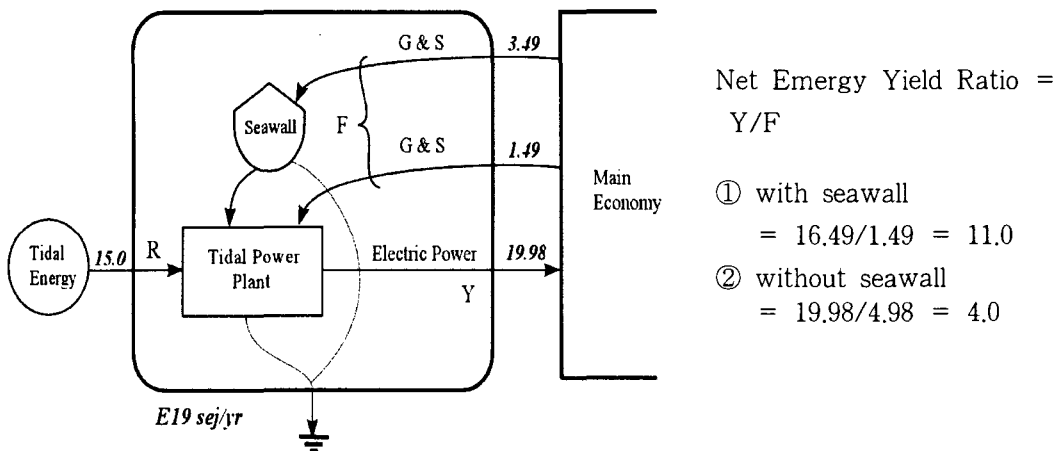 G & S
3.49
Seawall
F
G & S
1.49
Main
Economy
Tidal
Energy
15.0
R
Tidal Power
Plant
Electric Power
19.98
Y
E19 sej/yr
Net Emergy Yield Ratio =
Y/F
① with seawall
= 16.49/1.49 = 11.0
② without seawall
= 19.98/4.98 = 4.0